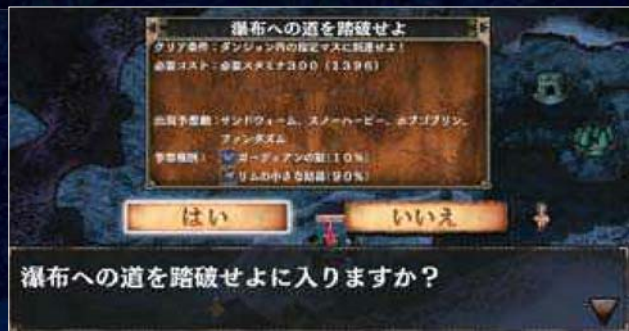 瀑布への道を踏破せよ
クリア条件：ダンジョン内の指定マスに到達せよ！
必要コスト：必要スタミナ300（1396）
出現予想敵：サンドウォーム、スノーハーピー、ホブゴブリン、
ファンタズム
予想報酬：ガーディアンの(10%)
リムの小さな結晶(90%)
はい
いいえ
瀑布への道を踏破せよに入りますか？